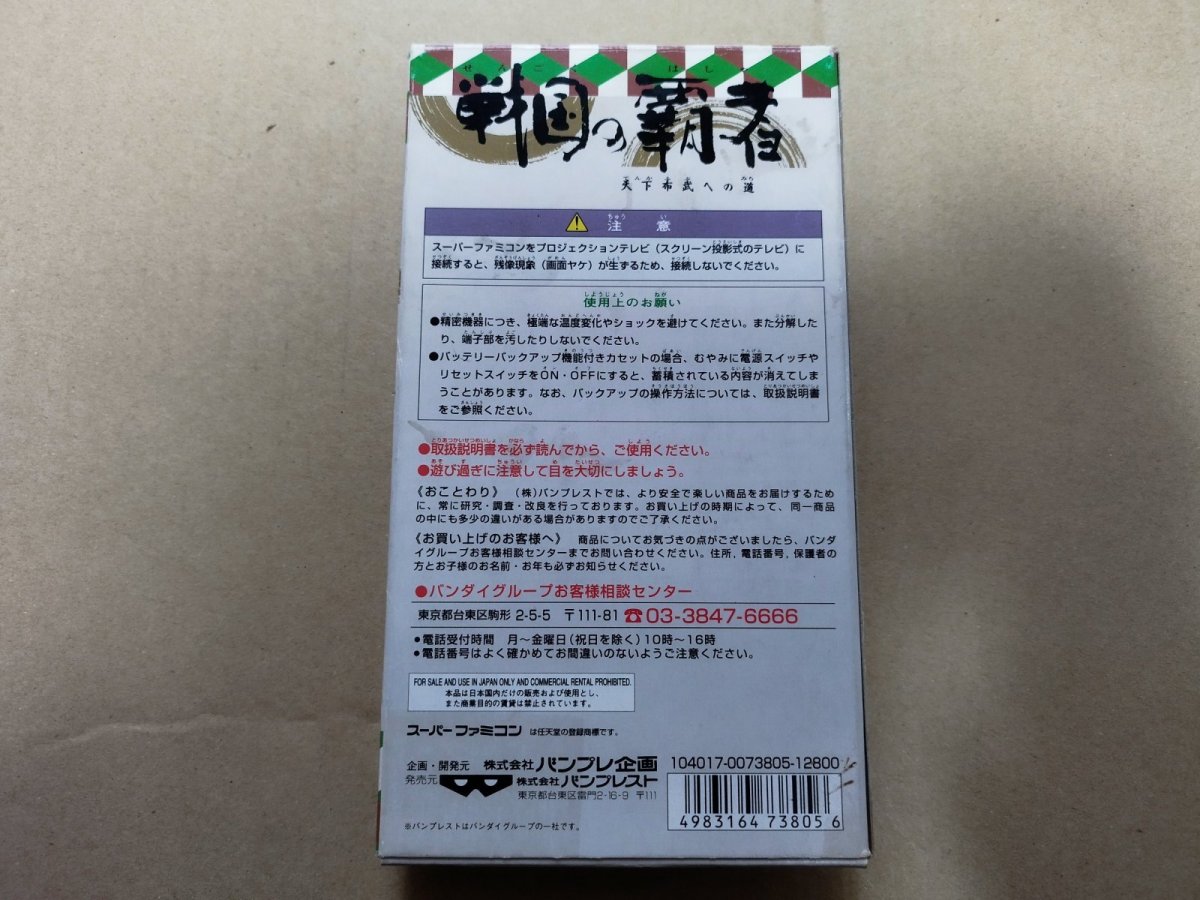 せんごく はしゃ
戦国の覇者
てんかふぶ みち
天下布武への道
ちゅう い
⚠ 注 意
スーパーファミコンをプロジェクションテレビ（スクリーン投影式のテレビ）に
接続すると、残像現象（画面ヤケ）が生ずるため、接続しないでください。
使用上のお願い
●精密機器につき、極端な温度変化やショックを避けてください。また分解した
り、端子部を汚したりしないでください。
●バッテリーバックアップ機能付きカセットの場合、むやみに電源スイッチや
リセットスイッチをON・OFFにすると、蓄積されている内容が消えてしま
うことがあります。なお、バックアップの操作方法については、取扱説明書
をご参照ください。
●取扱説明書を必ず読んでから、ご使用ください。
●遊び過ぎに注意して目を大切にしましょう。
《おことわり》 (株)バンプレストでは、より安全で楽しい商品をお届けするため
に、常に研究・調査・改良を行っております。お買い上げの時期によって、同一商品
の中にも多少の違いがある場合がありますのでご了承ください。
《お買い上げのお客様へ》 商品についてお気づきの点がございましたら、バンダ
イグループお客様相談センターまでお問い合わせください。住所，電話番号，保護者の
方とお子様のお名前・お年も必ずお知らせください。
●バンダイグループお客様相談センター
東京都台東区駒形 2-5-5 〒111-81 ☎03-3847-6666
●電話受付時間 月～金曜日（祝日を除く）10時～16時
●電話番号はよく確かめてお間違いのないようご注意ください。
FOR SALE AND USE IN JAPAN ONLY AND COMMERCIAL RENTAL PROHIBITED.
本品は日本国内だけの販売および使用とし、
また商業目的の賃貸は禁止されています。
スーパーファミコン は任天堂の登録商標です。
企画・開発元 株式会社バンプレ企画 104017-0073805-12800
発売元 株式会社バンプレスト
東京都台東区雷門2-16-9 〒111
4983164 738056
※バンプレストはバンダイグループの一社です。